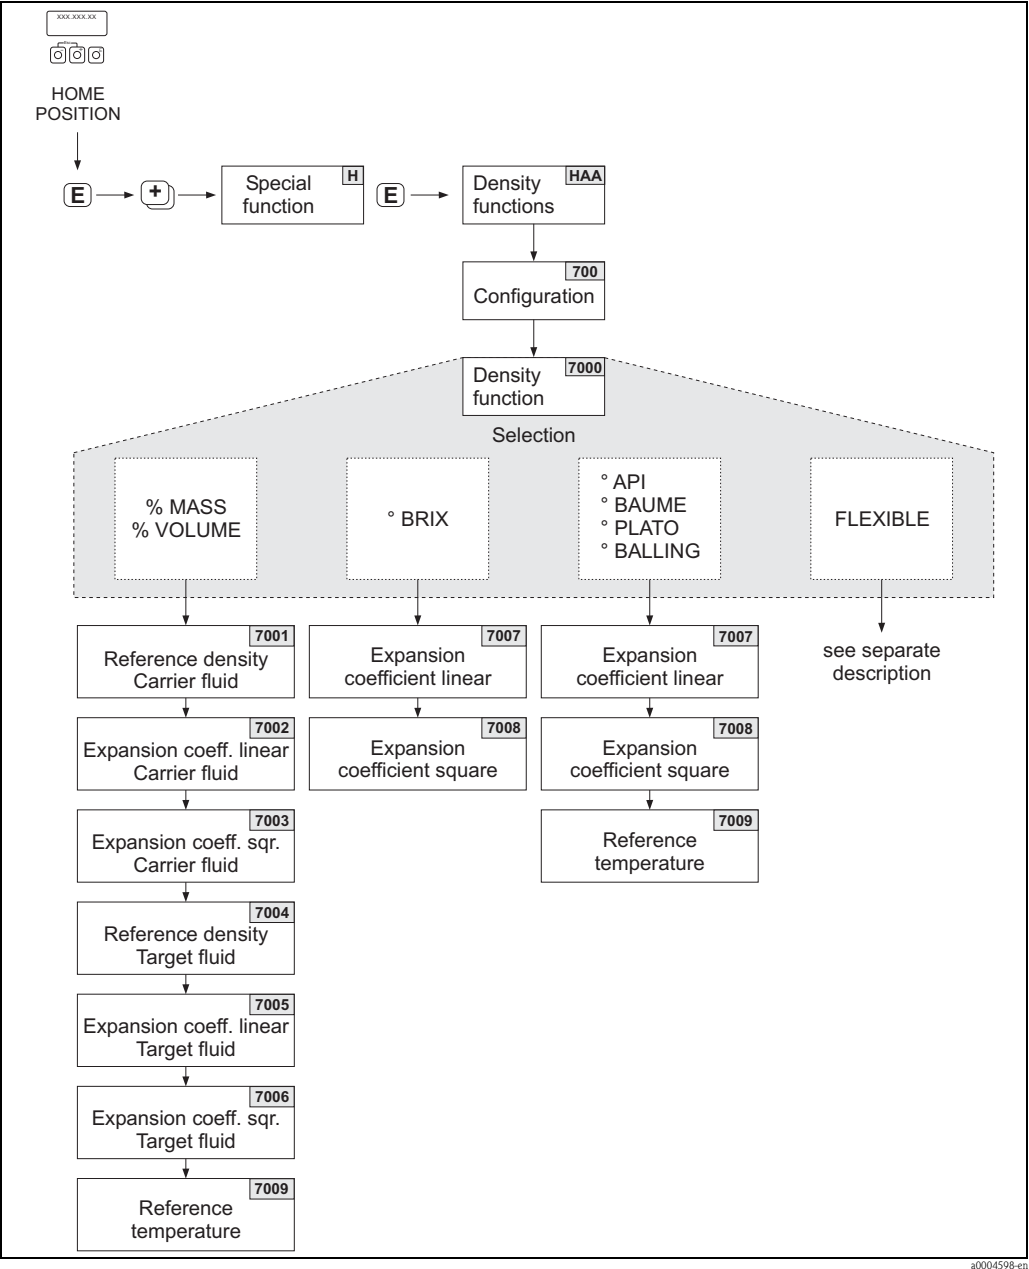 xxx.xxx.xx
Esc
HOME
POSITION
E
+
H
Special
function
E
HAA
Density
functions
700
Configuration
7000
Density
function
Selection
% MASS
% VOLUME
° BRIX
° API
° BAUME
° PLATO
° BALLING
FLEXIBLE
7001
Reference density
Carrier fluid
7002
Expansion coeff. linear
Carrier fluid
7003
Expansion coeff. sqr.
Carrier fluid
7004
Reference density
Target fluid
7005
Expansion coeff. linear
Target fluid
7006
Expansion coeff. sqr.
Target fluid
7009
Reference
temperature
7007
Expansion
coefficient linear
7008
Expansion
coefficient square
7007
Expansion
coefficient linear
7008
Expansion
coefficient square
7009
Reference
temperature
see separate
description
a0004598-en